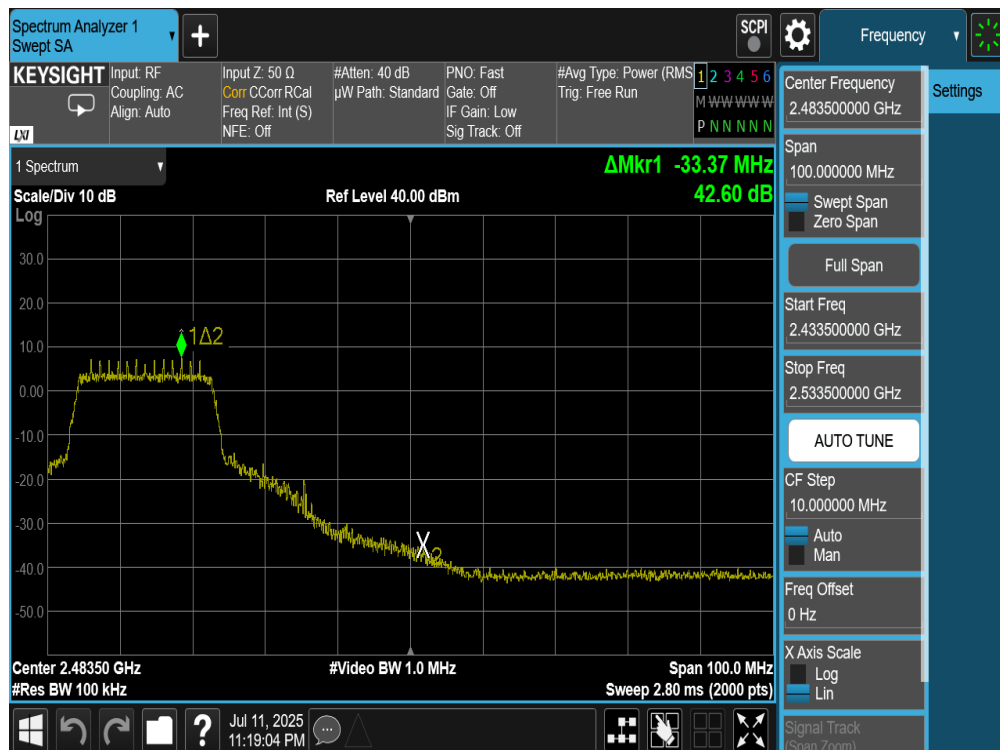 Spectrum Analyzer 1
Swept SA
+
SCPI
Frequency
KEYSIGHT
LXI
Input: RF
Coupling: AC
Align: Auto
Input Z: 50 Ω
Corr CCorr RCal
Freq Ref: Int (S)
NFE: Off
#Atten: 40 dB
µW Path: Standard
PNO: Fast
Gate: Off
IF Gain: Low
Sig Track: Off
#Avg Type: Power (RMS
Trig: Free Run
1 2 3 4 5 6
M W W W W W
P N N N N N
1 Spectrum
Scale/Div 10 dB
Log
Ref Level 40.00 dBm
ΔMkr1 -33.37 MHz
42.60 dB
30.0
20.0
10.0
0.00
-10.0
-20.0
-30.0
-40.0
-50.0
1Δ2
X2
Center 2.48350 GHz
#Res BW 100 kHz
#Video BW 1.0 MHz
Span 100.0 MHz
Sweep 2.80 ms (2000 pts)
Center Frequency
2.483500000 GHz
Span
100.000000 MHz
Swept Span
Zero Span
Full Span
Start Freq
2.433500000 GHz
Stop Freq
2.533500000 GHz
AUTO TUNE
CF Step
10.000000 MHz
Auto
Man
Freq Offset
0 Hz
X Axis Scale
Log
Lin
Signal Track
(Span Zoom)
Settings
?
Jul 11, 2025
11:19:04 PM